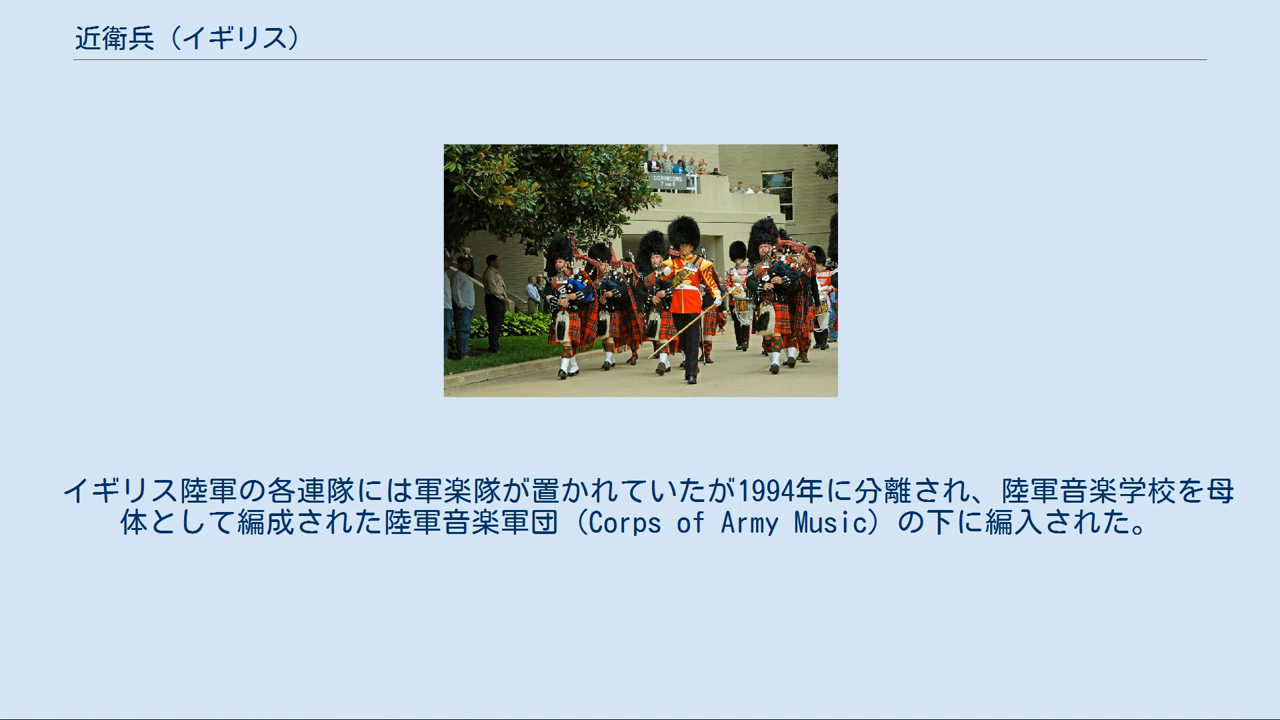 近衛兵（イギリス）
CORRIDORS
イギリス陸軍の各連隊には軍楽隊が置かれていたが1994年に分離され、陸軍音楽学校を母
体として編成された陸軍音楽軍団（Corps of Army Music）の下に編入された。